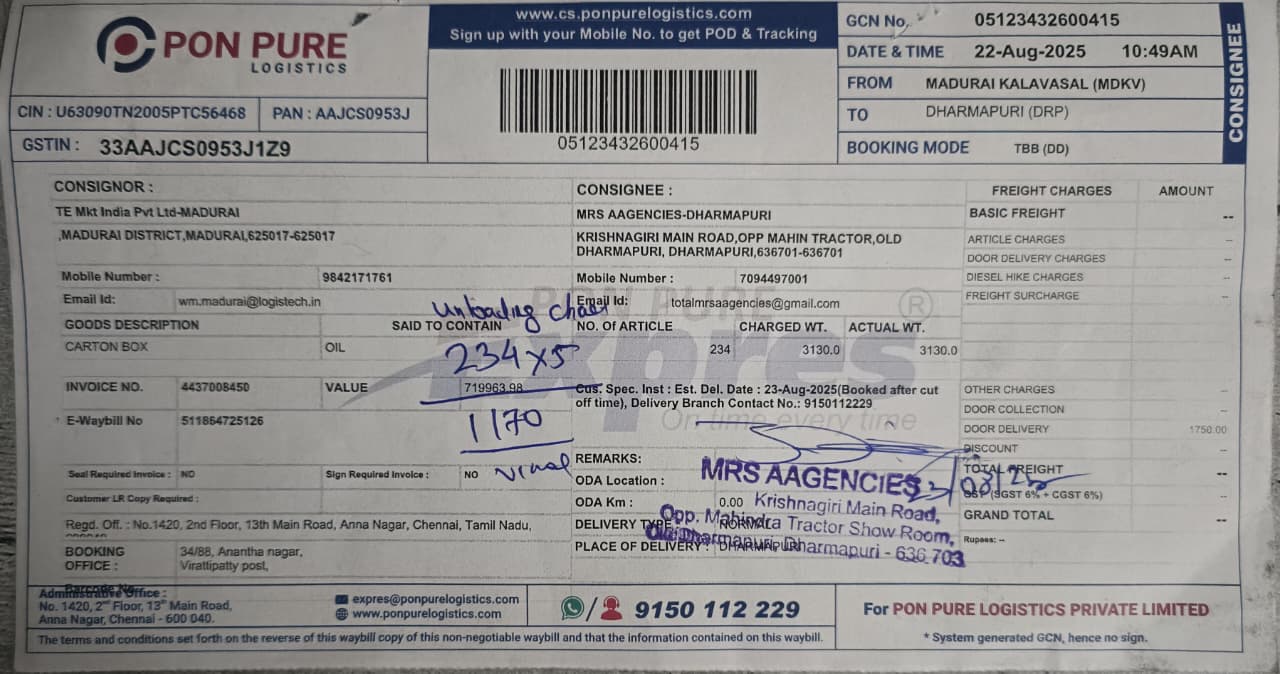 PON PURE
LOGISTICS
www.cs.ponpurelogistics.com
Sign up with your Mobile No. to get POD & Tracking
05123432600415
GCN No. 05123432600415
DATE & TIME 22-Aug-2025 10:49AM
FROM MADURAI KALAVASAL (MDKV)
TO DHARMAPURI (DRP)
BOOKING MODE TBB (DD)
CONSIGNEE
CIN : U63090TN2005PTC56468 PAN : AAJCS0953J
GSTIN : 33AAJCS0953J1Z9
CONSIGNOR :
TE Mkt India Pvt Ltd-MADURAI
,MADURAI DISTRICT,MADURAI,625017-625017
Mobile Number : 9842171761
Email Id: wm.madurai@logistech.in
CONSIGNEE :
MRS AAGENCIES-DHARMAPURI
KRISHNAGIRI MAIN ROAD,OPP MAHIN TRACTOR,OLD
DHARMAPURI, DHARMAPURI,636701-636701
Mobile Number : 7094497001
Email Id: totalmrsaagencies@gmail.com
PON PURE
Expres
On time every time
GOODS DESCRIPTION SAID TO CONTAIN NO. OF ARTICLE CHARGED WT. ACTUAL WT.
CARTON BOX OIL 234 3130.0 3130.0
unloading
234 x 5
1170
INVOICE NO. 4437008450 VALUE 719963.98
E-Waybill No 511864725126
Cus. Spec. Inst : Est. Del. Date : 23-Aug-2025(Booked after cut
off time), Delivery Branch Contact No.: 9150112229
Seal Required Invoice : NO Sign Required Invoice : NO
Customer LR Copy Required :
Regd. Off. : No.1420, 2nd Floor, 13th Main Road, Anna Nagar, Chennai, Tamil Nadu,
BOOKING OFFICE : 34/88, Anantha nagar,
Virattipatty post,
REMARKS:
ODA Location :
ODA Km : 0.00
DELIVERY TYPE : NORMAL
PLACE OF DELIVERY : DHARMAPURI
MRS AAGENCIES
Krishnagiri Main Road,
Opp. Mahindra Tractor Show Room,
Old Dharmapuri, Dharmapuri - 636 703
FREIGHT CHARGES AMOUNT
BASIC FREIGHT --
ARTICLE CHARGES --
DOOR DELIVERY CHARGES --
DIESEL HIKE CHARGES --
FREIGHT SURCHARGE --
OTHER CHARGES
DOOR COLLECTION
DOOR DELIVERY 1750.00
DISCOUNT
TOTAL FREIGHT --
GST (SGST 6% + CGST 6%)
GRAND TOTAL --
Rupees: --
Administrative Office :
No. 1420, 2nd Floor, 13th Main Road,
Anna Nagar, Chennai - 600 040.
expres@ponpurelogistics.com
www.ponpurelogistics.com
9150 112 229
For PON PURE LOGISTICS PRIVATE LIMITED
* System generated GCN, hence no sign.
The terms and conditions set forth on the reverse of this waybill copy of this non-negotiable waybill and that the information contained on this waybill.